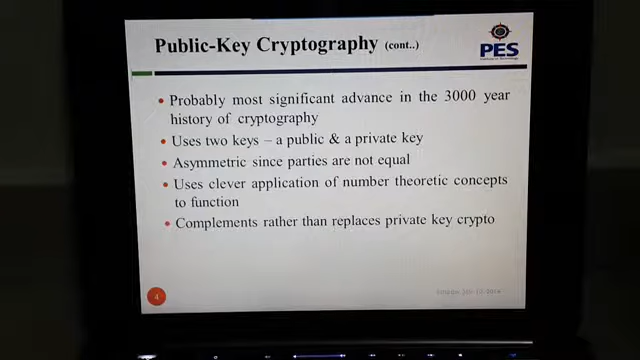 Public-Key Cryptography (cont..)
PES
Probably most significant advance in the 3000 year
history of cryptography
Uses two keys – a public & a private key
Asymmetric since parties are not equal
Uses clever application of number theoretic concepts
to function
Complements rather than replaces private key crypto
4